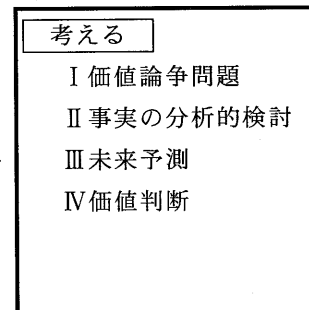 考える
Ⅰ価値論争問題
Ⅱ事実の分析的検討
Ⅲ未来予測
Ⅳ価値判断